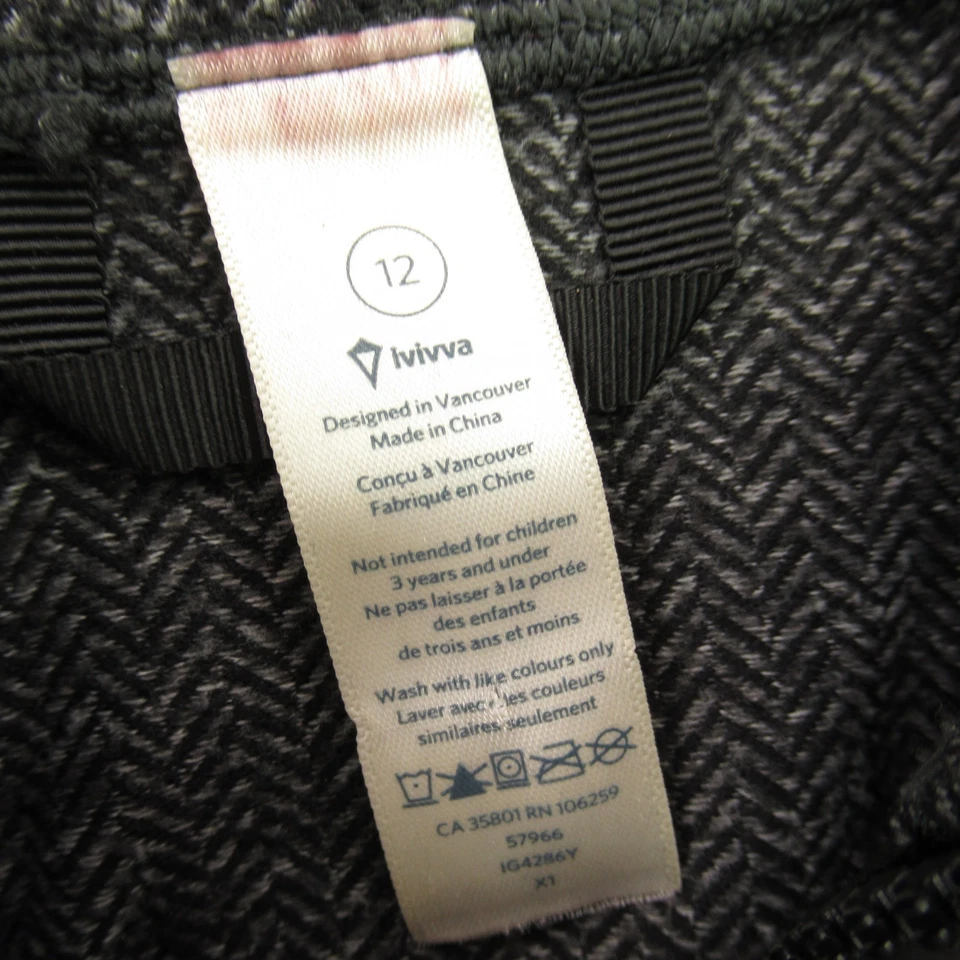 12
ivivva
Designed in Vancouver
Made in China
Conçu à Vancouver
Fabriqué en Chine
Not intended for children
3 years and under
Ne pas laisser à la portée
des enfants
de trois ans et moins
Wash with like colours only
Laver avec des couleurs
similaires seulement
CA 35801 RN 106259
57966
IG4286Y
X1